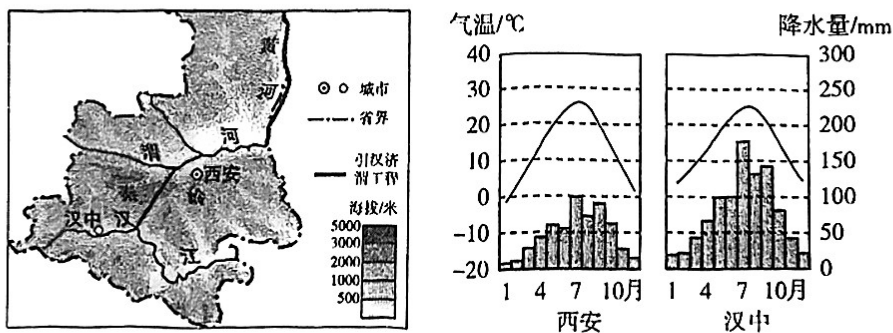 黄
河
渭
河
西安
秦
岭
汉中
汉
江
城市
省界
引汉济
渭工程
海拔/米
5000
3000
2000
1000
500
气温/℃
40
30
20
10
0
-10
-20
1 4 7 10月
西安
降水量/mm
300
250
200
150
100
50
0
1 4 7 10月
汉中